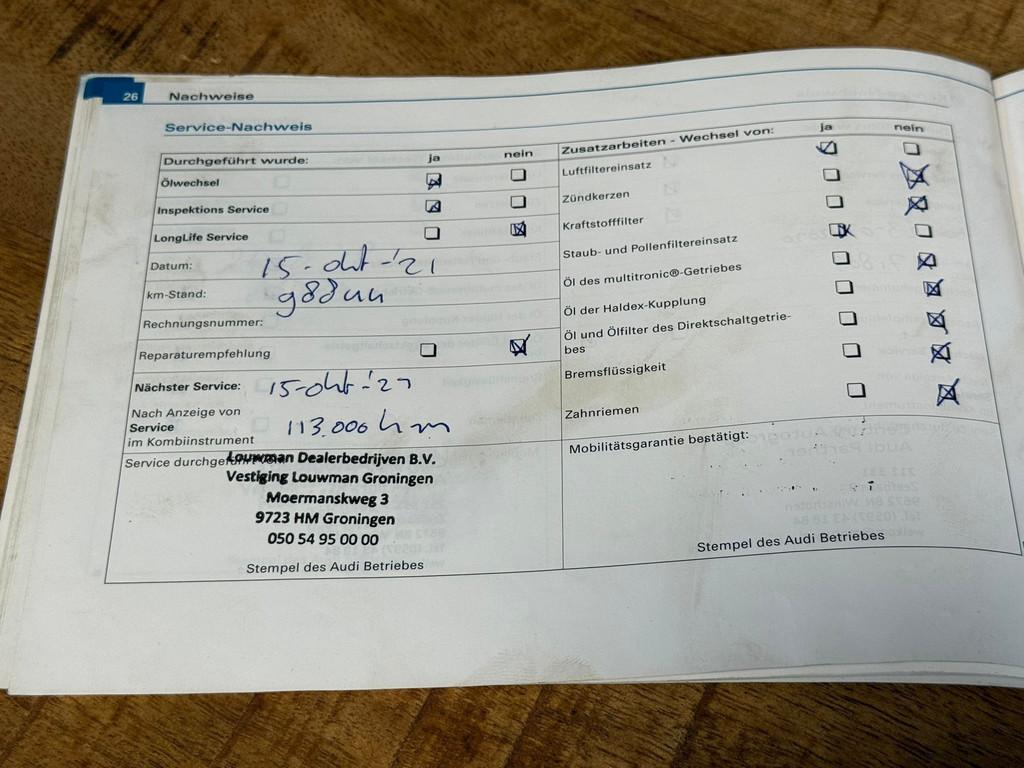 26 Nachweise
Service-Nachweis
Durchgeführt wurde: ja nein
Ölwechsel
Inspektions Service
LongLife Service
Datum: 15-okt-'21
km-Stand:
Rechnungsnummer:
Reparaturempfehlung
Nächster Service: 15-okt-'23
Nach Anzeige von
Service
im Kombiinstrument 113.000 km
Service durchgeführt
Louwman Dealerbedrijven B.V.
Vestiging Louwman Groningen
Moermanskweg 3
9723 HM Groningen
050 54 95 00 00
Stempel des Audi Betriebes
Zusatzarbeiten - Wechsel von: ja nein
Luftfiltereinsatz
Zündkerzen
Kraftstofffilter
Staub- und Pollenfiltereinsatz
Öl des multitronic®-Getriebes
Öl der Haldex-Kupplung
Öl und Ölfilter des Direktschaltgetrie-
bes
Bremsflüssigkeit
Zahnriemen
Mobilitätsgarantie bestätigt:
Stempel des Audi Betriebes